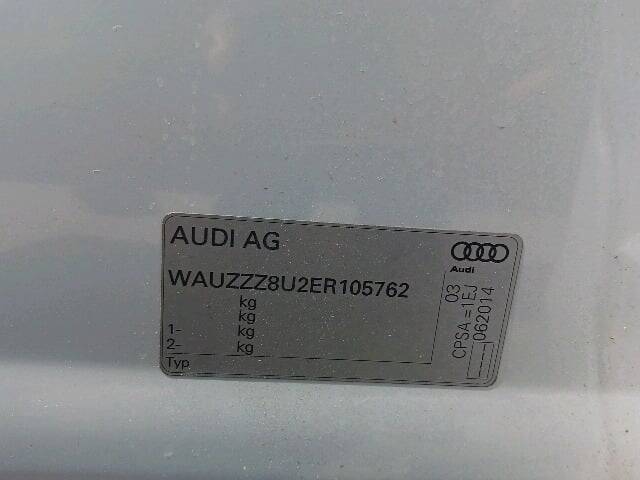 AUDI AG
Audi
WAUZZZ8U2ER105762
kg
kg
1- kg
2- kg
Typ
03
CPSA =1EJ
062014